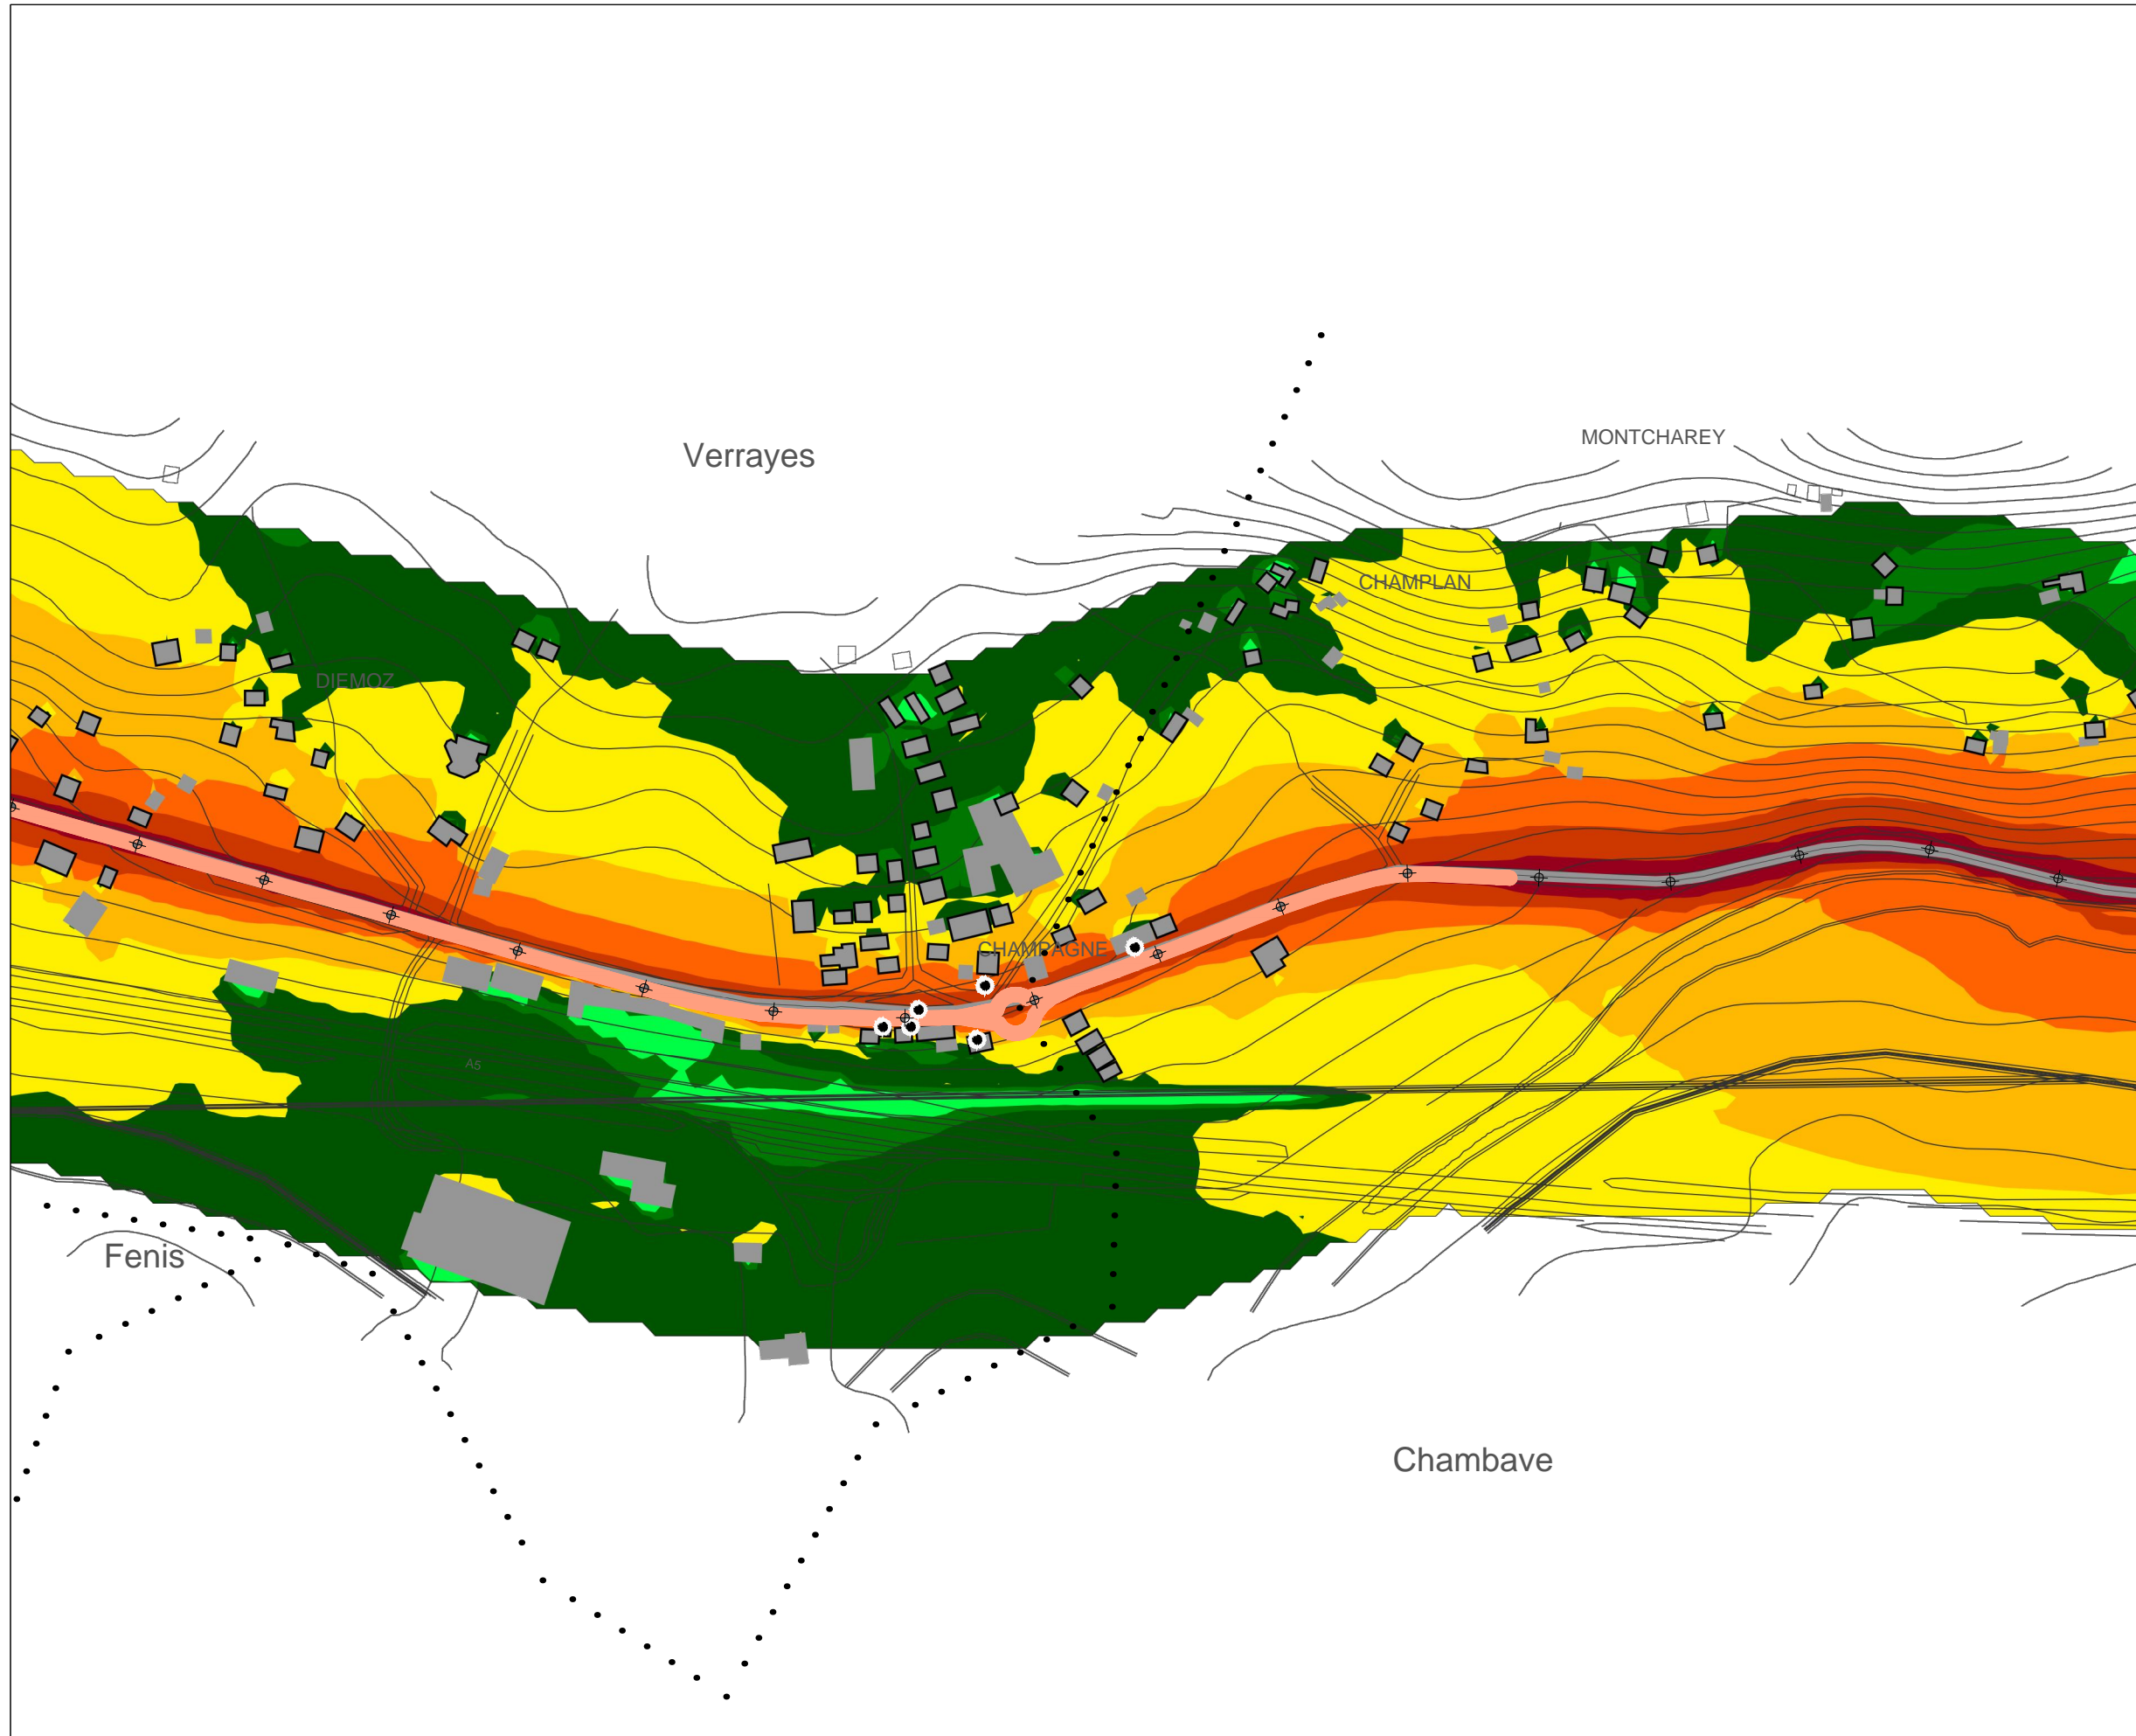 MONTCHAREY
Verrayes
CHAMPLAN
DIEMOZ
CHAMPAGNE
A5
Fenis
Chambave